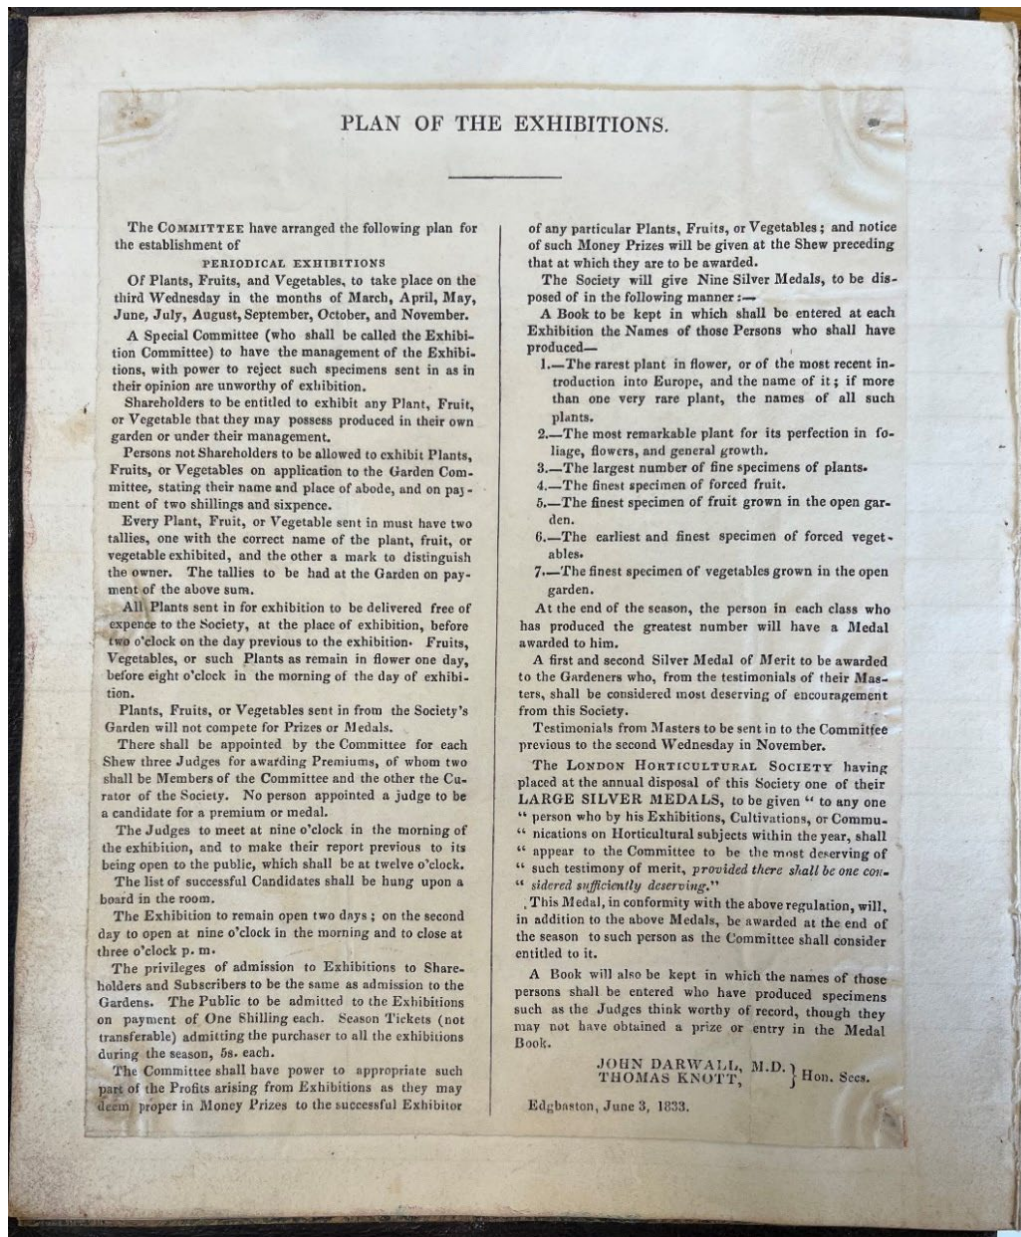 PLAN OF THE EXHIBITIONS.
The COMMITTEE have arranged the following plan for
the establishment of
PERIODICAL EXHIBITIONS
Of Plants, Fruits, and Vegetables, to take place on the
third Wednesday in the months of March, April, May,
June, July, August, September, October, and November.
A Special Committee (who shall be called the Exhibi-
tion Committee) to have the management of the Exhibi-
tions, with power to reject such specimens sent in as in
their opinion are unworthy of exhibition.
Shareholders to be entitled to exhibit any Plant, Fruit,
or Vegetable that they may possess produced in their own
garden or under their management.
Persons not Shareholders to be allowed to exhibit Plants,
Fruits, or Vegetables on application to the Garden Com-
mittee, stating their name and place of abode, and on pay-
ment of two shillings and sixpence.
Every Plant, Fruit, or Vegetable sent in must have two
tallies, one with the correct name of the plant, fruit, or
vegetable exhibited, and the other a mark to distinguish
the owner. The tallies to be had at the Garden on pay-
ment of the above sum.
All Plants sent in for exhibition to be delivered free of
expence to the Society, at the place of exhibition, before
two o'clock on the day previous to the exhibition. Fruits,
Vegetables, or such Plants as remain in flower one day,
before eight o'clock in the morning of the day of exhibi-
tion.
Plants, Fruits, or Vegetables sent in from the Society's
Garden will not compete for Prizes or Medals.
There shall be appointed by the Committee for each
Shew three Judges for awarding Premiums, of whom two
shall be Members of the Committee and the other the Cu-
rator of the Society. No person appointed a judge to be
a candidate for a premium or medal.
The Judges to meet at nine o'clock in the morning of
the exhibition, and to make their report previous to its
being open to the public, which shall be at twelve o'clock.
The list of successful Candidates shall be hung upon a
board in the room.
The Exhibition to remain open two days; on the second
day to open at nine o'clock in the morning and to close at
three o'clock p. m.
The privileges of admission to Exhibitions to Share-
holders and Subscribers to be the same as admission to the
Gardens. The Public to be admitted to the Exhibitions
on payment of One Shilling each. Season Tickets (not
transferable) admitting the purchaser to all the exhibitions
during the season, 5s. each.
The Committee shall have power to appropriate such
part of the Profits arising from Exhibitions as they may
deem proper in Money Prizes to the successful Exhibitor
of any particular Plants, Fruits, or Vegetables; and notice
of such Money Prizes will be given at the Shew preceding
that at which they are to be awarded.
The Society will give Nine Silver Medals, to be dis-
posed of in the following manner:—
A Book to be kept in which shall be entered at each
Exhibition the Names of those Persons who shall have
produced—
1.—The rarest plant in flower, or of the most recent in-
troduction into Europe, and the name of it; if more
than one very rare plant, the names of all such
plants.
2.—The most remarkable plant for its perfection in fo-
liage, flowers, and general growth.
3.—The largest number of fine specimens of plants.
4.—The finest specimen of forced fruit.
5.—The finest specimen of fruit grown in the open gar-
den.
6.—The earliest and finest specimen of forced veget-
ables.
7.—The finest specimen of vegetables grown in the open
garden.
At the end of the season, the person in each class who
has produced the greatest number will have a Medal
awarded to him.
A first and second Silver Medal of Merit to be awarded
to the Gardeners who, from the testimonials of their Mas-
ters, shall be considered most deserving of encouragement
from this Society.
Testimonials from Masters to be sent in to the Committee
previous to the second Wednesday in November.
The LONDON HORTICULTURAL SOCIETY having
placed at the annual disposal of this Society one of their
LARGE SILVER MEDALS, to be given " to any one
" person who by his Exhibitions, Cultivations, or Commu-
" nications on Horticultural subjects within the year, shall
" appear to the Committee to be the most deserving of
" such testimony of merit, provided there shall be one con-
" sidered sufficiently deserving."
This Medal, in conformity with the above regulation, will,
in addition to the above Medals, be awarded at the end of
the season to such person as the Committee shall consider
entitled to it.
A Book will also be kept in which the names of those
persons shall be entered who have produced specimens
such as the Judges think worthy of record, though they
may not have obtained a prize or entry in the Medal
Book.
JOHN DARWALL, M.D. }
THOMAS KNOTT, } Hon. Secs.
Edgbaston, June 3, 1833.